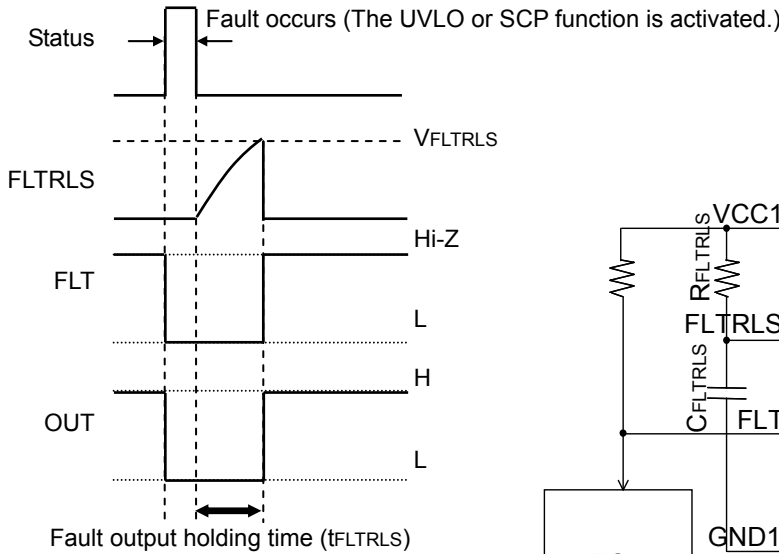 Fault occurs (The UVLO or SCP function is activated.)
Status
VFLTRLS
FLTRLS
Hi-Z
FLT
L
H
OUT
L
Fault output holding time (tFLTRLS)
VCC1
RFLTRLS
FLTRLS
CFLTRLS
FLT
GND1